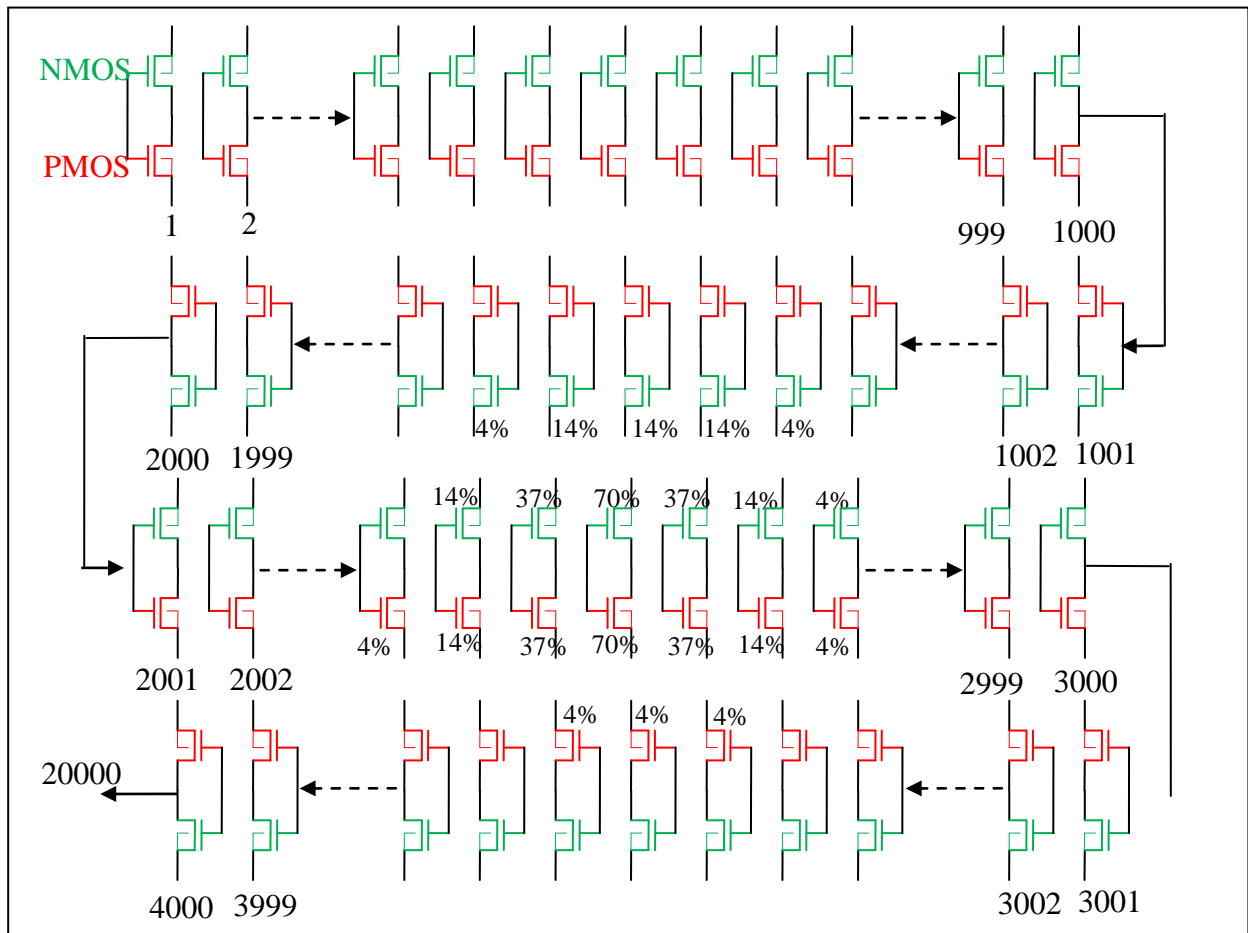 NMOS
PMOS
1 2 999 1000
4% 14% 14% 14% 4%
2000 1999 1002 1001
14% 37% 70% 37% 14% 4%
4% 14% 37% 70% 37% 14% 4%
2001 2002 2999 3000
4% 4% 4%
20000
4000 3999 3002 3001